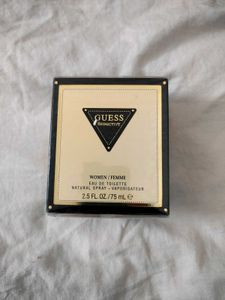 GUESS
SEDUCTIVE
WOMEN / FEMME
EAU DE TOILETTE
NATURAL SPRAY - VAPORISATEUR
2.5 FL. OZ. / 75 mL ℮